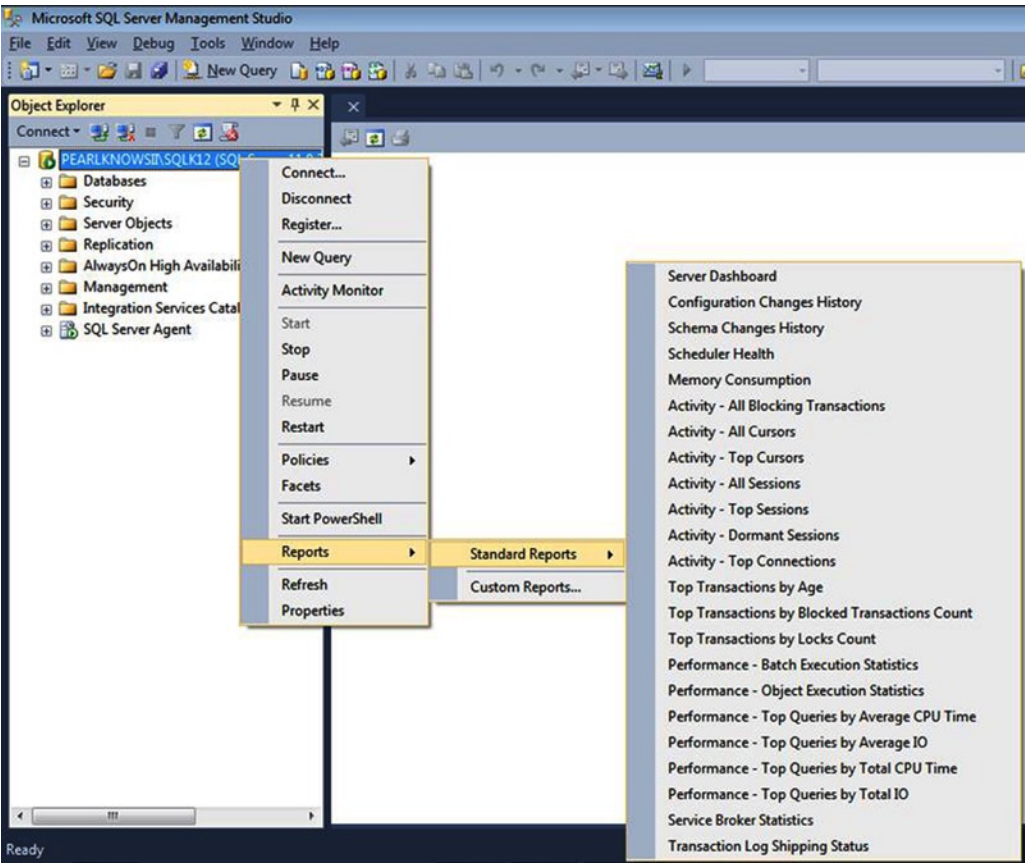 Microsoft SQL Server Management Studio
File Edit View Debug Tools Window Help
New Query
Object Explorer
Connect
PEARLKNOWSII\SQLK12 (SQL
Databases
Security
Server Objects
Replication
AlwaysOn High Availabili
Management
Integration Services Catal
SQL Server Agent
Connect...
Disconnect
Register...
New Query
Activity Monitor
Start
Stop
Pause
Resume
Restart
Policies
Facets
Start PowerShell
Reports
Refresh
Properties
Standard Reports
Custom Reports...
Server Dashboard
Configuration Changes History
Schema Changes History
Scheduler Health
Memory Consumption
Activity - All Blocking Transactions
Activity - All Cursors
Activity - Top Cursors
Activity - All Sessions
Activity - Top Sessions
Activity - Dormant Sessions
Activity - Top Connections
Top Transactions by Age
Top Transactions by Blocked Transactions Count
Top Transactions by Locks Count
Performance - Batch Execution Statistics
Performance - Object Execution Statistics
Performance - Top Queries by Average CPU Time
Performance - Top Queries by Average IO
Performance - Top Queries by Total CPU Time
Performance - Top Queries by Total IO
Service Broker Statistics
Transaction Log Shipping Status
Ready